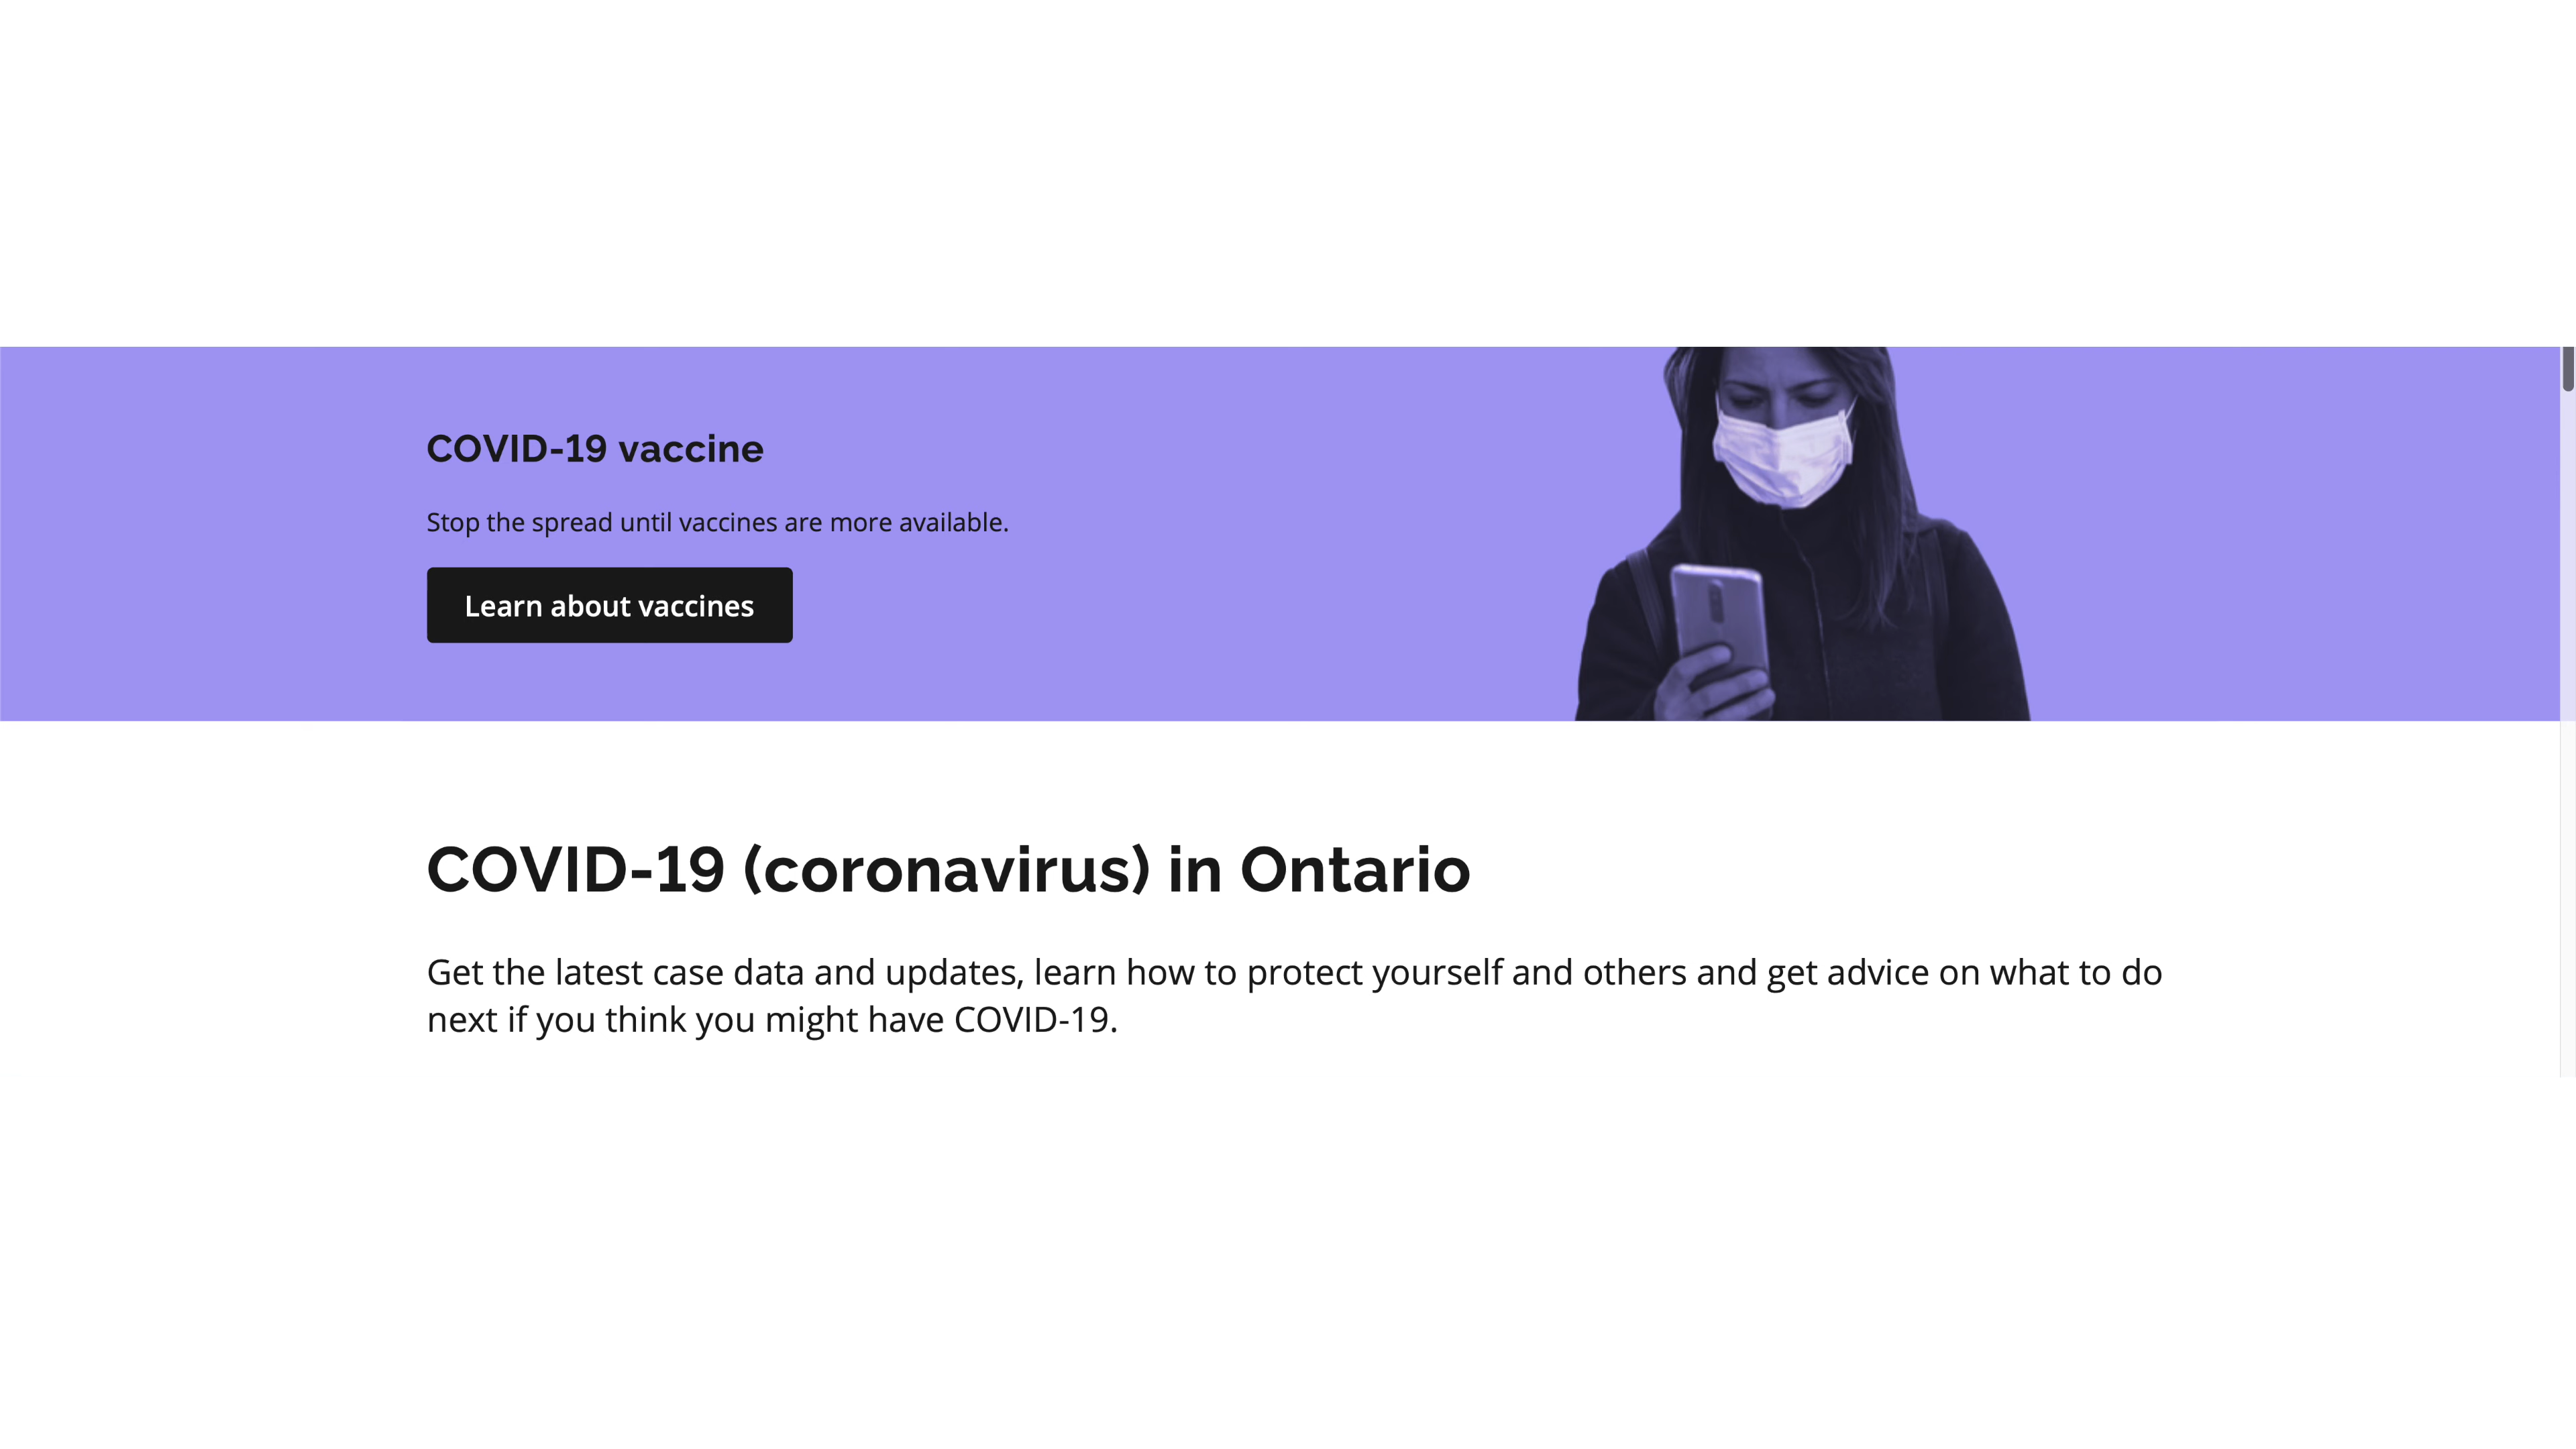 COVID-19 vaccine
Stop the spread until vaccines are more available.
Learn about vaccines
COVID-19 (coronavirus) in Ontario
Get the latest case data and updates, learn how to protect yourself and others and get advice on what to do
next if you think you might have COVID-19.